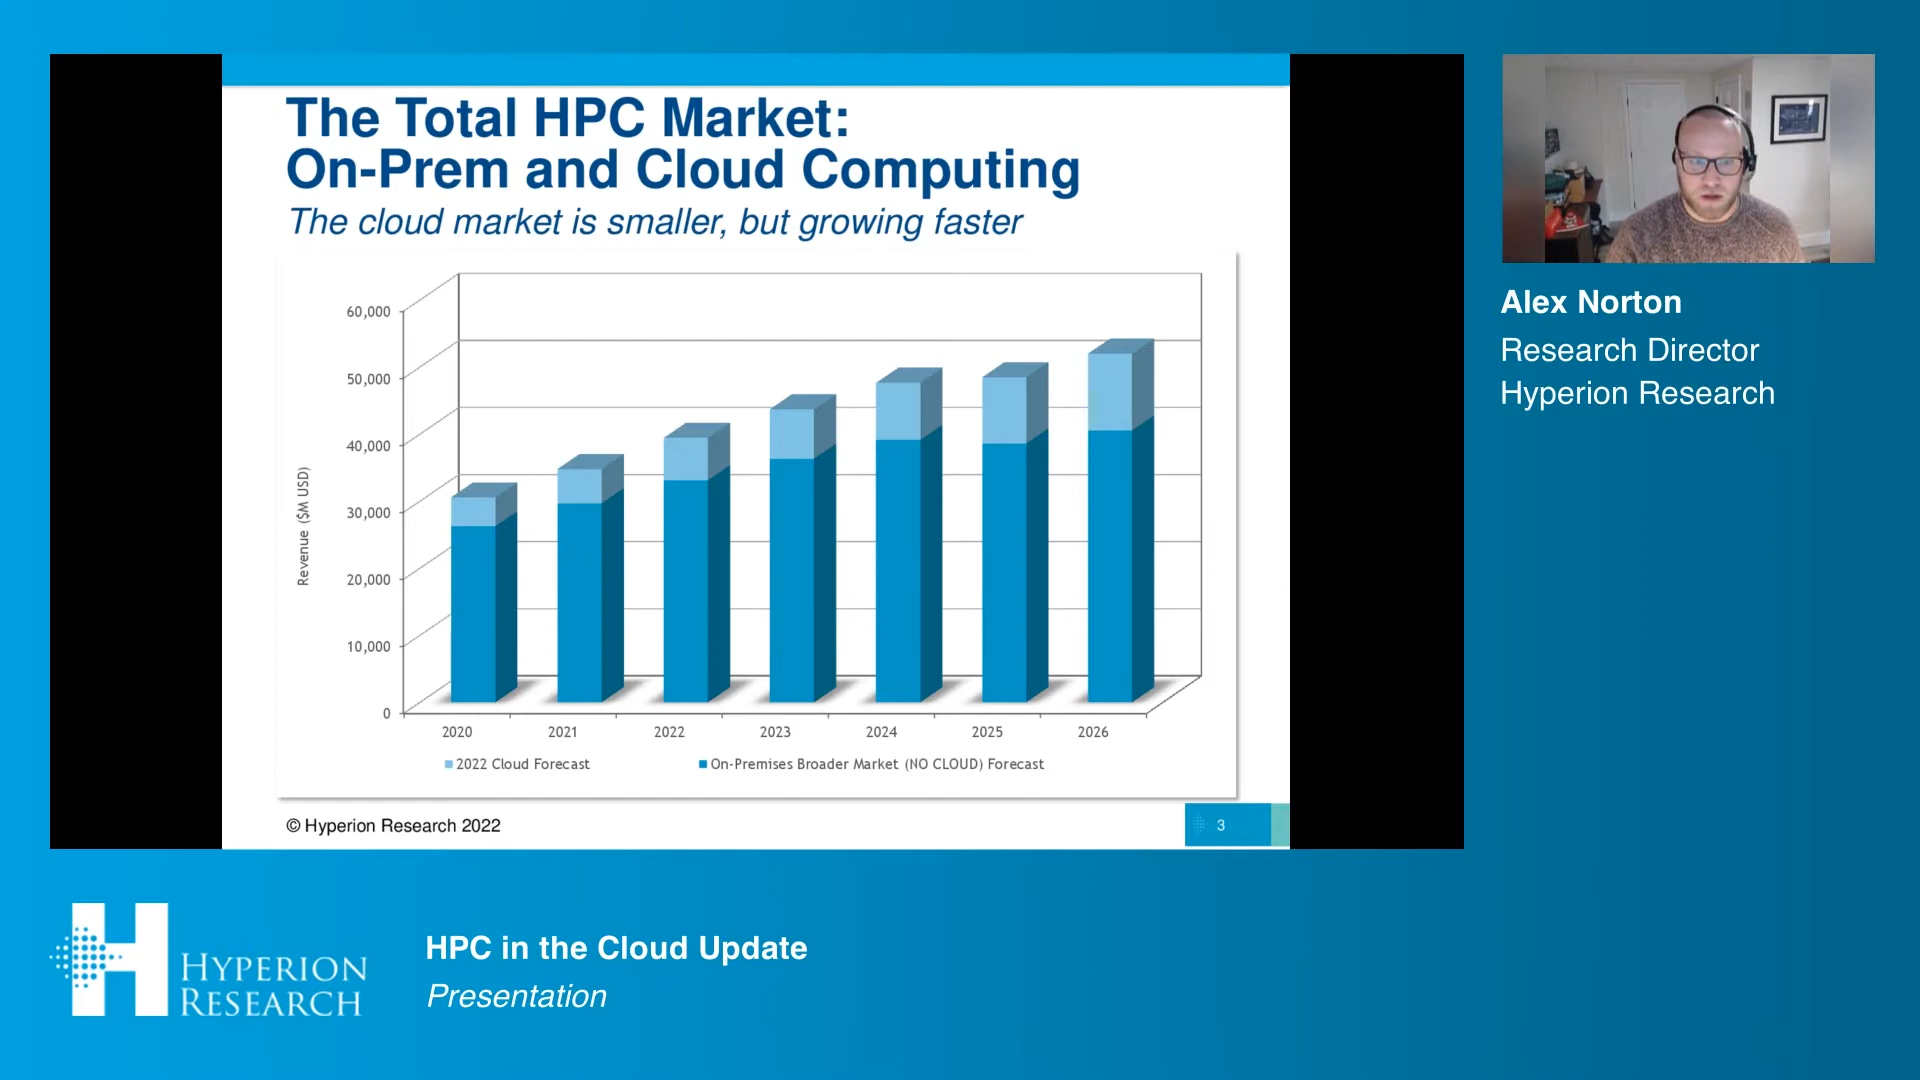 The Total HPC Market:
On-Prem and Cloud Computing
The cloud market is smaller, but growing faster
60,000
50,000
40,000
30,000
20,000
10,000
0
Revenue ($M USD)
2020 2021 2022 2023 2024 2025 2026
2022 Cloud Forecast On-Premises Broader Market (NO CLOUD) Forecast
© Hyperion Research 2022
3
Alex Norton
Research Director
Hyperion Research
HYPERION
RESEARCH
HPC in the Cloud Update
Presentation